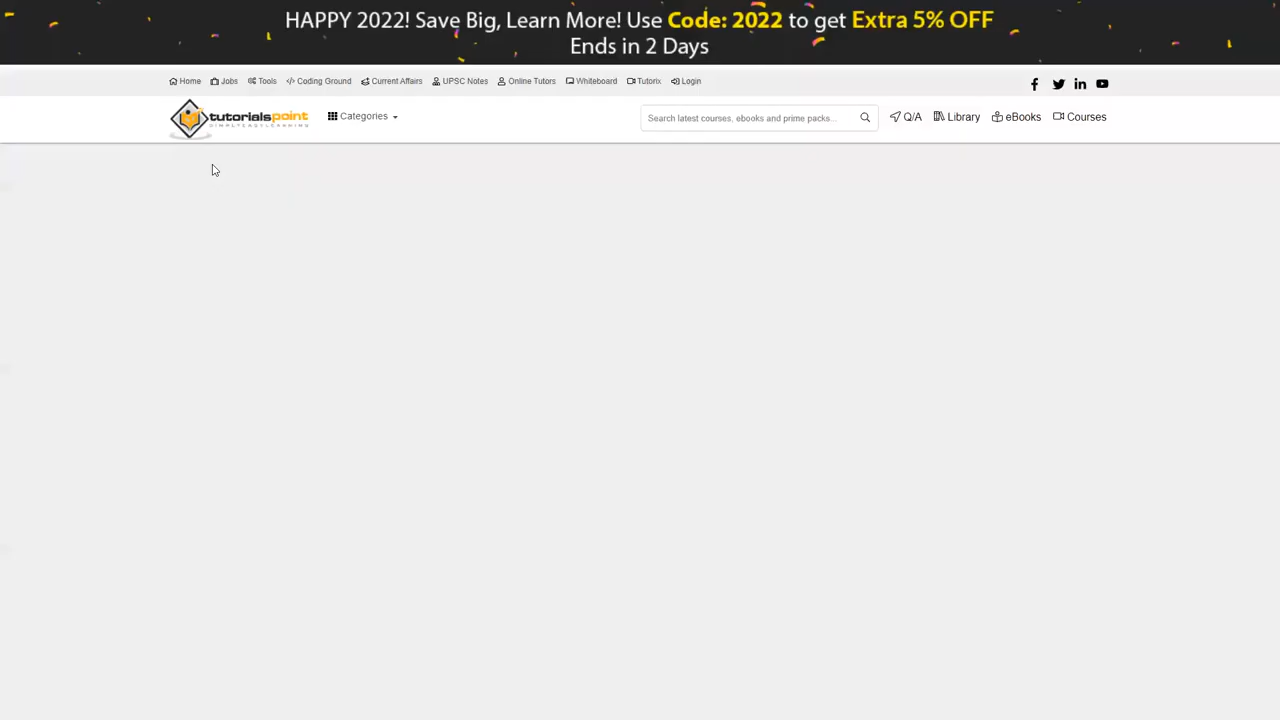 HAPPY 2022! Save Big, Learn More! Use Code: 2022 to get Extra 5% OFF
Ends in 2 Days
Home Jobs Tools Coding Ground Current Affairs UPSC Notes Online Tutors Whiteboard Tutorix Login
tutorialspoint
SIMPLYEASYLEARNING
Categories
Search latest courses, ebooks and prime packs...
Q/A Library eBooks Courses